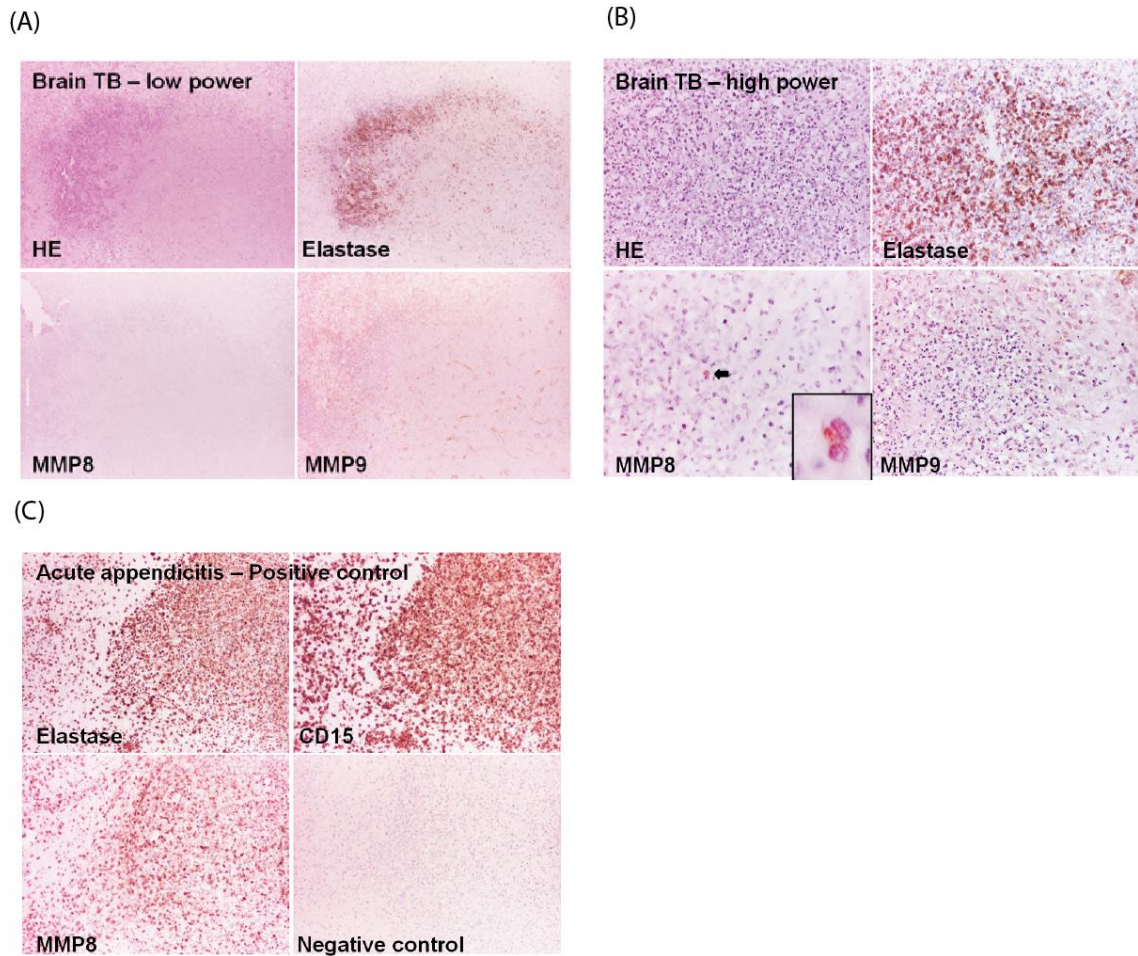 (A)
Brain TB – low power
HE
Elastase
MMP8
MMP9
(B)
Brain TB – high power
HE
Elastase
MMP8
MMP9
(C)
Acute appendicitis – Positive control
Elastase
CD15
MMP8
Negative control